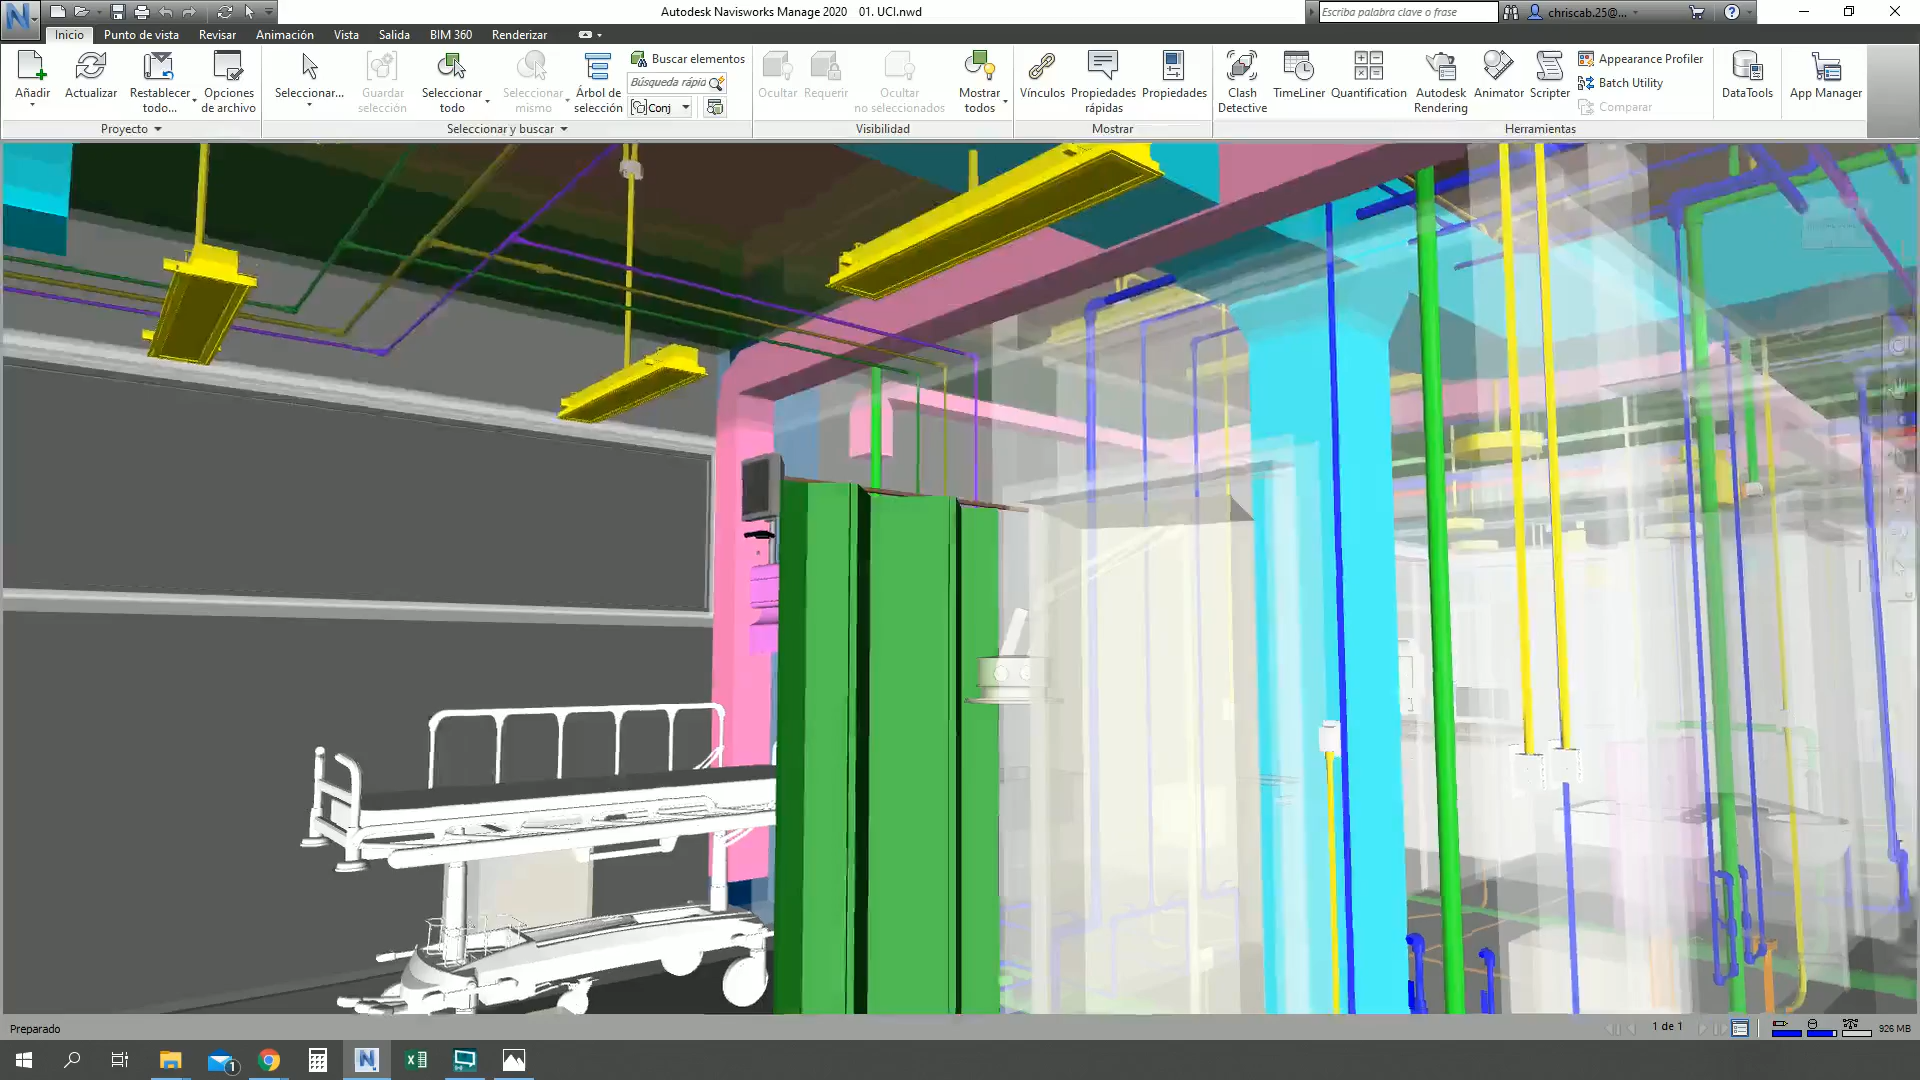 Autodesk Navisworks Manage 2020 01. UCI.nwd
Escriba palabra clave o frase
chriscab.25@...
Inicio Punto de vista Revisar Animación Vista Salida BIM 360 Renderizar
Añadir
Actualizar
Restablecer
todo...
Opciones
de archivo
Proyecto
Seleccionar...
Guardar
selección
Seleccionar
todo
Seleccionar
mismo
Árbol de
selección
Buscar elementos
Búsqueda rápid
Conj
Seleccionar y buscar
Ocultar
Requerir
Ocultar
no seleccionados
Mostrar
todos
Visibilidad
Vínculos
Propiedades
rápidas
Propiedades
Mostrar
Clash
Detective
TimeLiner
Quantification
Autodesk
Rendering
Animator
Scripter
Appearance Profiler
Batch Utility
Comparar
Herramientas
DataTools
App Manager
Preparado
1 de 1
926 MB
1